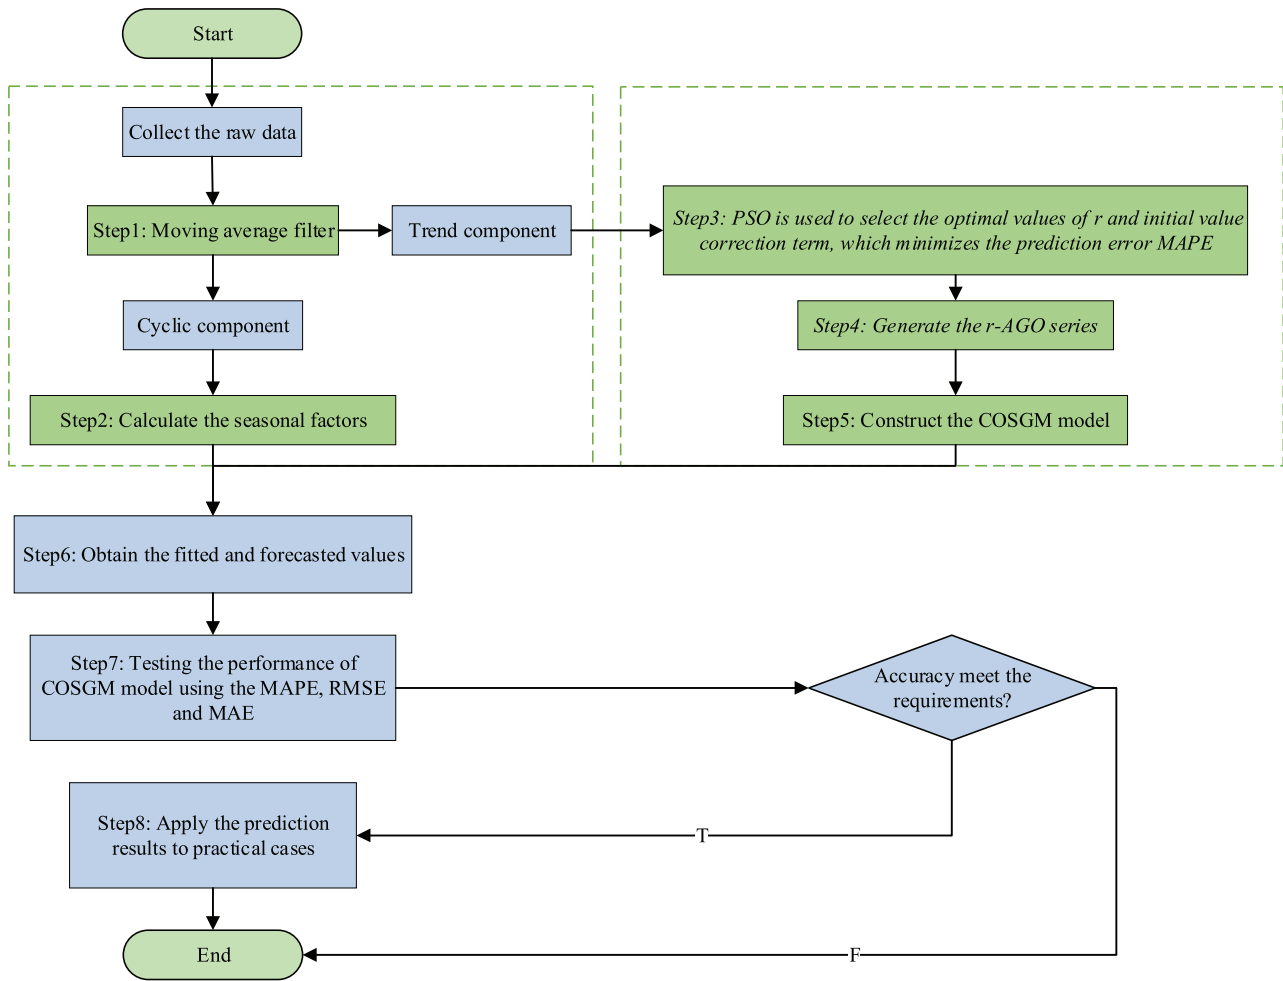 Start
Collect the raw data
Step1: Moving average filter
Trend component
Step3: PSO is used to select the optimal values of r and initial value
correction term, which minimizes the prediction error MAPE
Cyclic component
Step4: Generate the r-AGO series
Step2: Calculate the seasonal factors
Step5: Construct the COSGM model
Step6: Obtain the fitted and forecasted values
Step7: Testing the performance of
COSGM model using the MAPE, RMSE
and MAE
Accuracy meet the
requirements?
Step8: Apply the prediction
results to practical cases
T
End
F